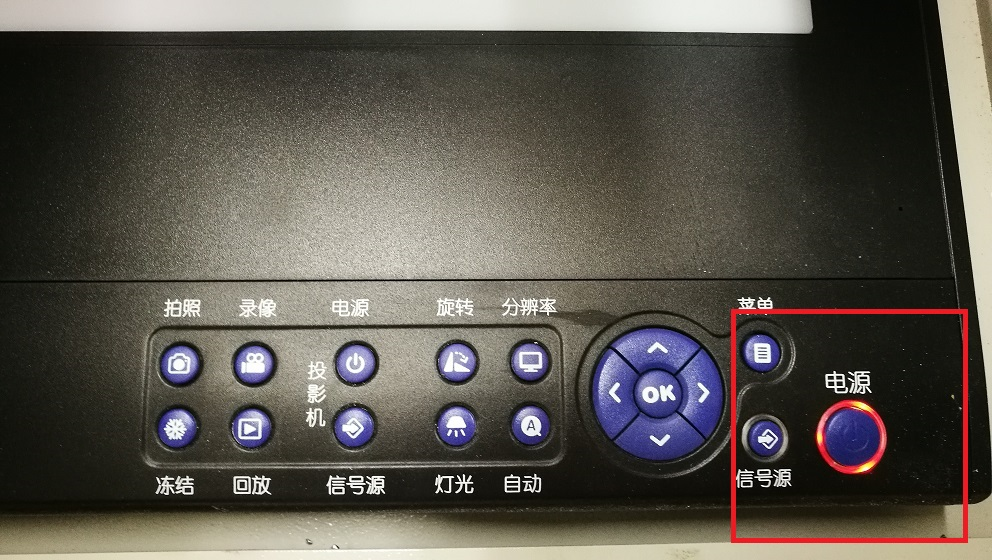 拍照 录像 电源 旋转 分辨率 菜单
投影机
OK
电源
A
冻结 回放 信号源 灯光 自动 信号源